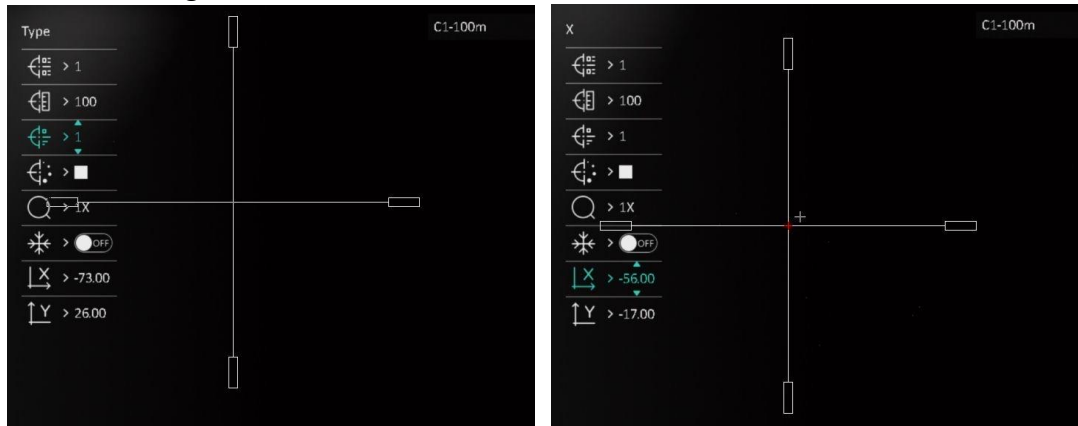 Type
C1-100m
> 1
> 100
> 1
>
> 1X
> OFF
X > -73.00
Y > 26.00
X
C1-100m
> 1
> 100
> 1
>
> 1X
> OFF
X > -56.00
Y > -17.00